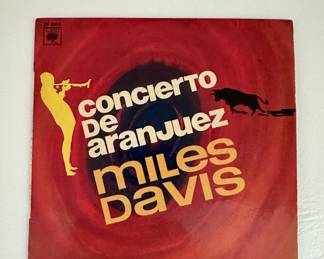 concierto
De
aranjuez
miles
Davis